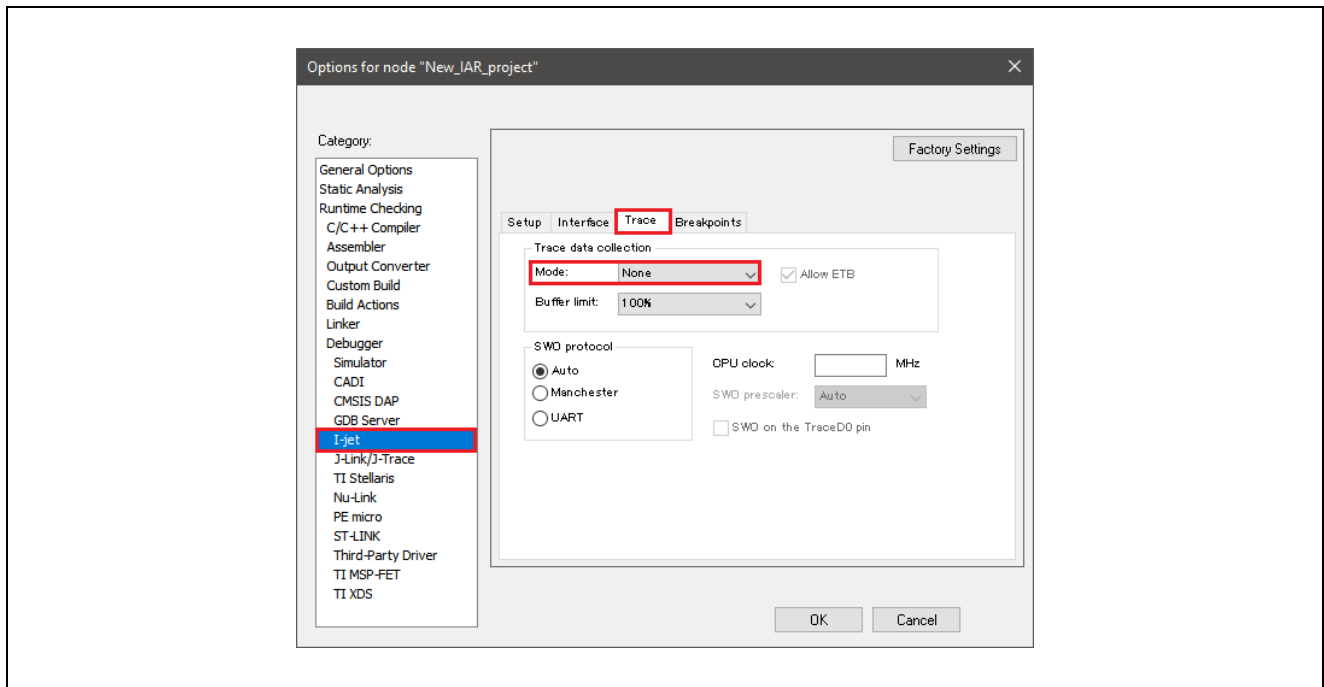 Options for node "New_IAR_project"
Category:
General Options
Static Analysis
Runtime Checking
C/C++ Compiler
Assembler
Output Converter
Custom Build
Build Actions
Linker
Debugger
Simulator
CADI
CMSIS DAP
GDB Server
I-jet
J-Link/J-Trace
TI Stellaris
Nu-Link
PE micro
ST-LINK
Third-Party Driver
TI MSP-FET
TI XDS
Factory Settings
Setup Interface Trace Breakpoints
Trace data collection
Mode: None Allow ETB
Buffer limit: 100%
SWO protocol
Auto
Manchester
UART
CPU clock: MHz
SWO prescaler: Auto
SWO on the TraceD0 pin
OK Cancel